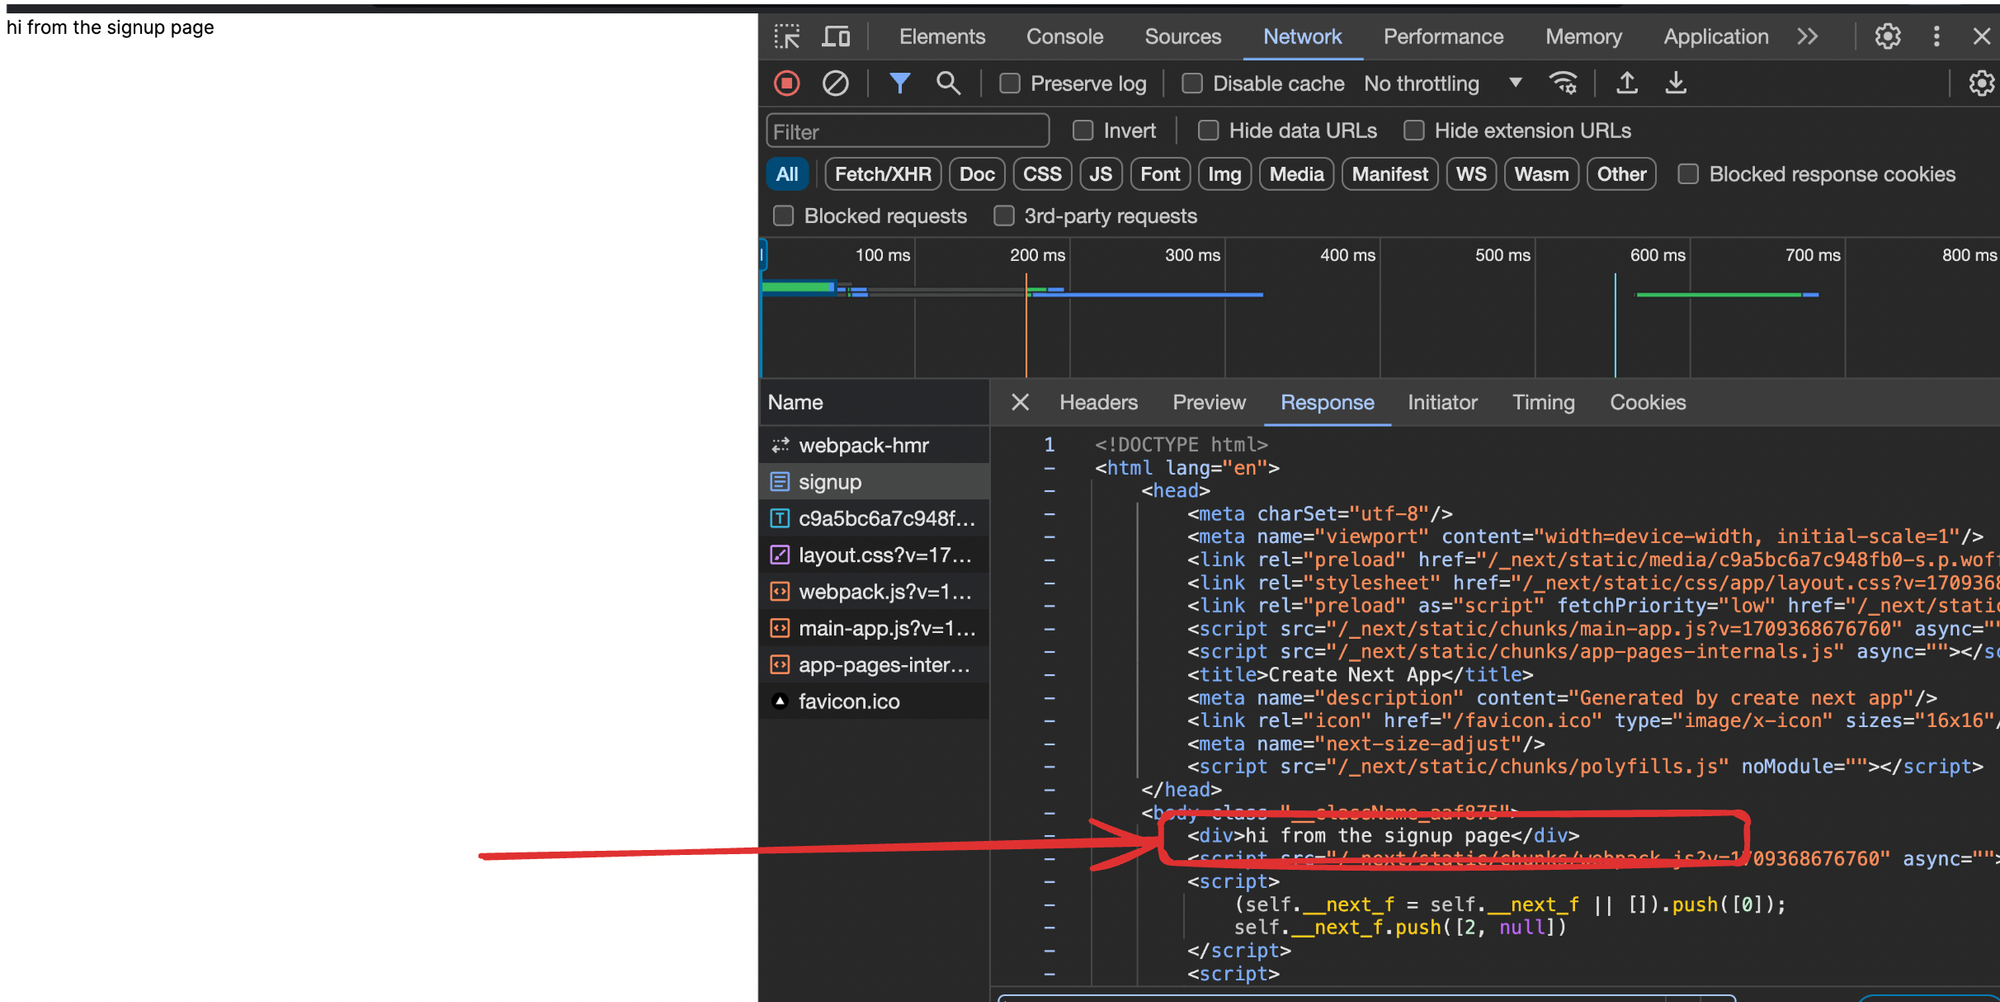 hi from the signup page
Elements Console Sources Network Performance Memory Application
Preserve log Disable cache No throttling
Filter Invert Hide data URLs Hide extension URLs
All Fetch/XHR Doc CSS JS Font Img Media Manifest WS Wasm Other Blocked response cookies
Blocked requests 3rd-party requests
100 ms 200 ms 300 ms 400 ms 500 ms 600 ms 700 ms 800 ms
Name
webpack-hmr
signup
c9a5bc6a7c948f...
layout.css?v=17...
webpack.js?v=1...
main-app.js?v=1...
app-pages-inter...
favicon.ico
Headers Preview Response Initiator Timing Cookies
1 <!DOCTYPE html>
- <html lang="en">
- <head>
- <meta charSet="utf-8"/>
- <meta name="viewport" content="width=device-width, initial-scale=1"/>
- <link rel="preload" href="/_next/static/media/c9a5bc6a7c948fb0-s.p.wof
- <link rel="stylesheet" href="/_next/static/css/app/layout.css?v=1709368
- <link rel="preload" as="script" fetchPriority="low" href="/_next/static
- <script src="/_next/static/chunks/main-app.js?v=1709368676760" async=""
- <script src="/_next/static/chunks/app-pages-internals.js" async=""></sc
- <title>Create Next App</title>
- <meta name="description" content="Generated by create next app"/>
- <link rel="icon" href="/favicon.ico" type="image/x-icon" sizes="16x16"/
- <meta name="next-size-adjust"/>
- <script src="/_next/static/chunks/polyfills.js" noModule=""></script>
- </head>
- <body class="__className_aaf875">
- <div>hi from the signup page</div>
- <script src="/_next/static/chunks/webpack.js?v=1709368676760" async="">
- <script>
- (self.__next_f = self.__next_f || []).push([0]);
- self.__next_f.push([2, null])
- </script>
- <script>